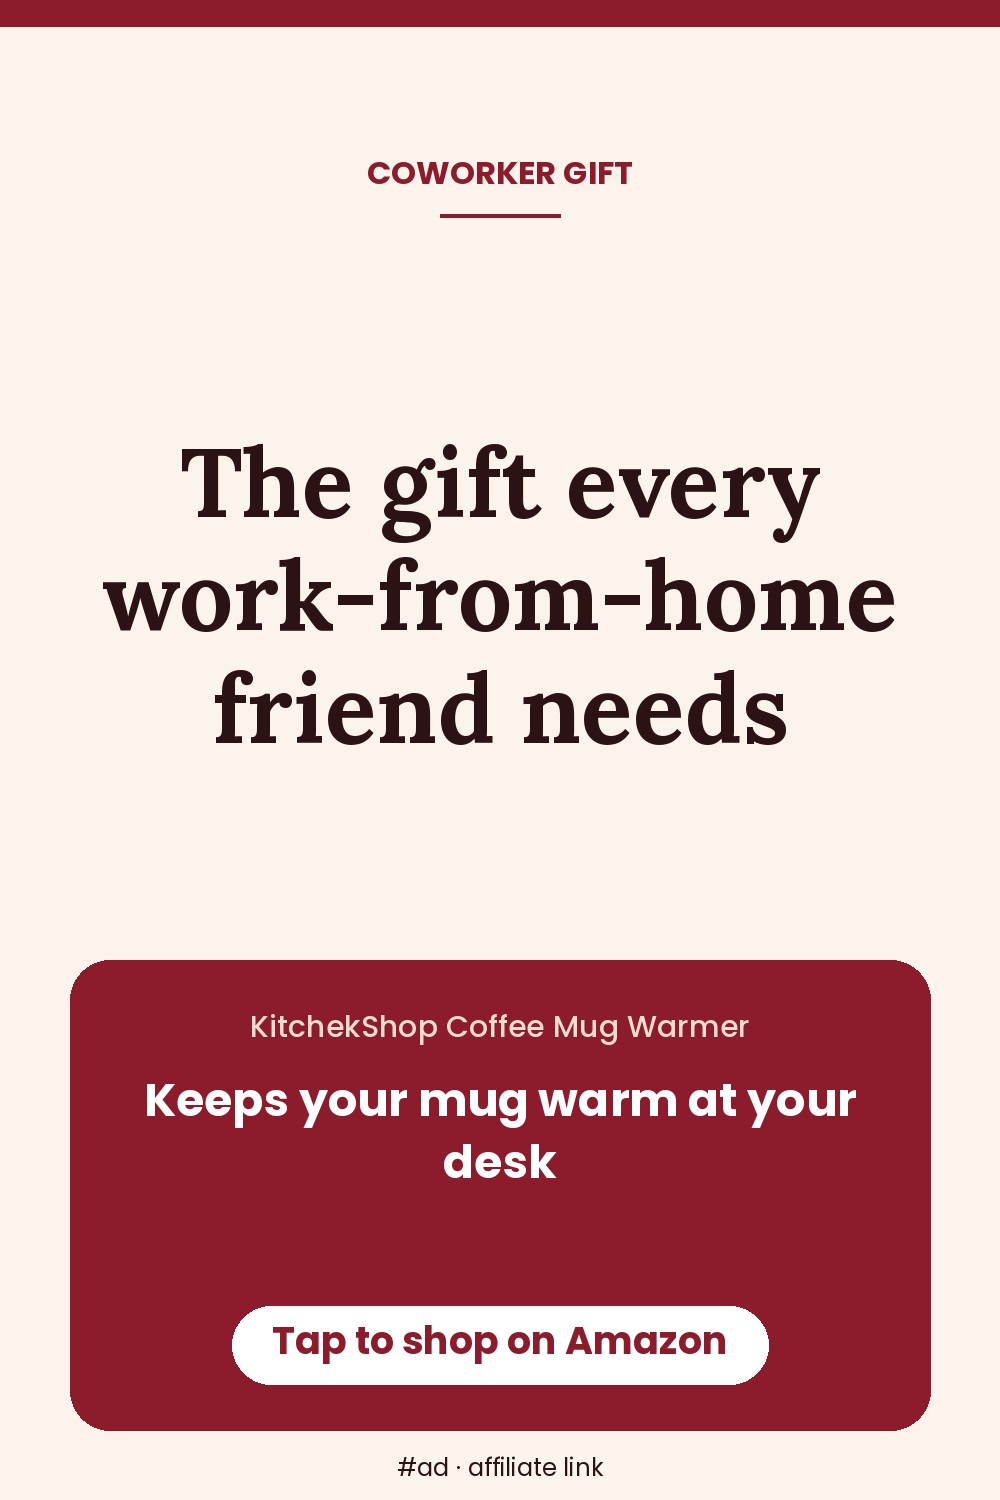 COWORKER GIFT
The gift every
work-from-home
friend needs
KitchekShop Coffee Mug Warmer
Keeps your mug warm at your
desk
Tap to shop on Amazon
#ad · affiliate link